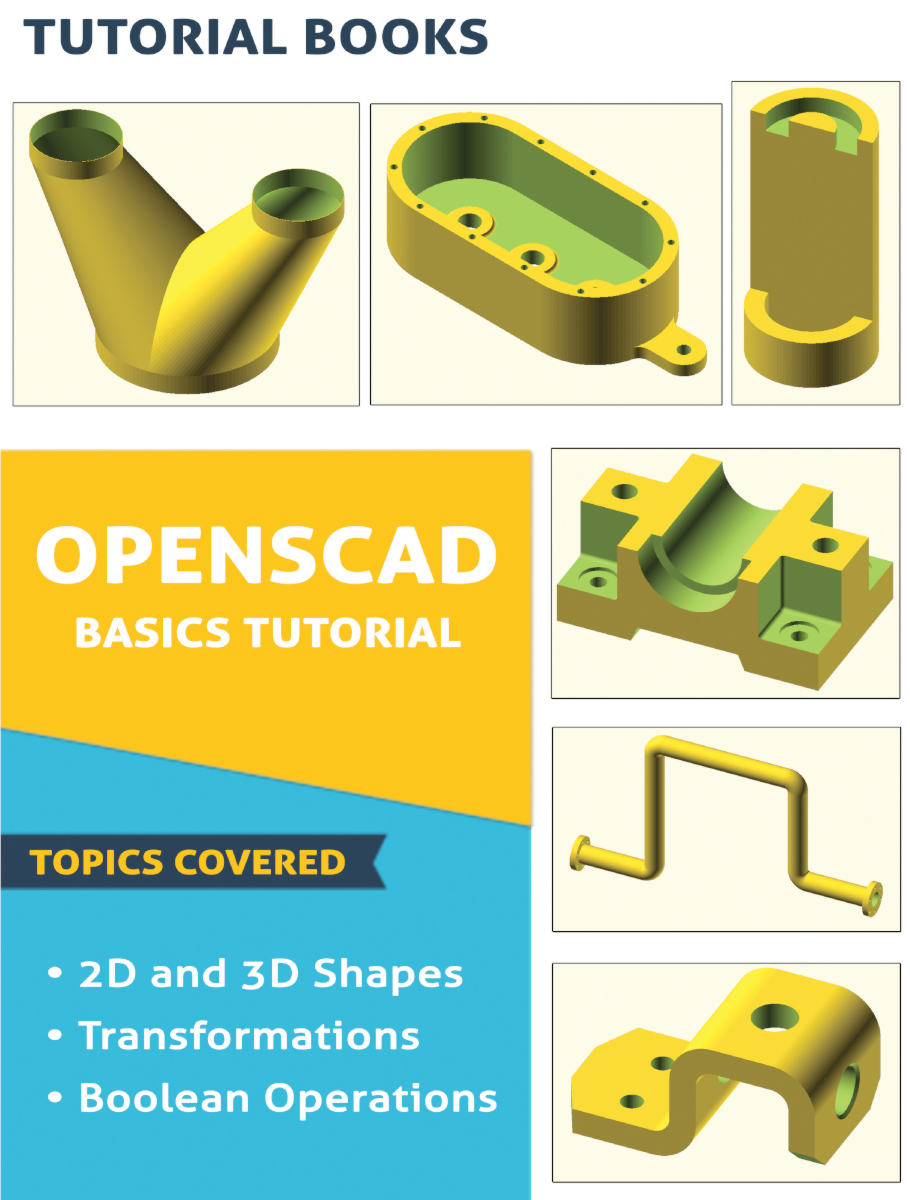 TUTORIAL BOOKS
OPENSCAD
BASICS TUTORIAL
TOPICS COVERED
• 2D and 3D Shapes
• Transformations
• Boolean Operations